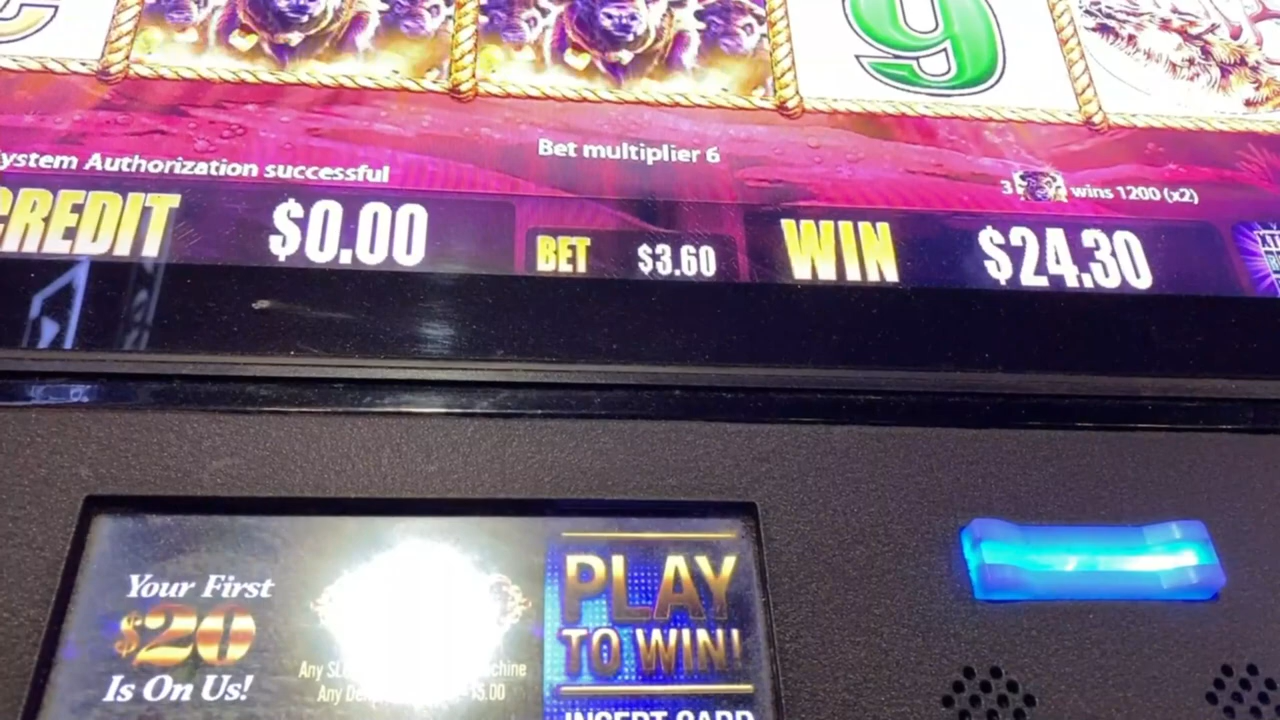 9
ystem Authorization successful
Bet multiplier 6
3 wins 1200 (x2)
CREDIT $0.00
BET $3.60
WIN $24.30
Your First
$20
Is On Us!
Any
Any
$5.00
PLAY
TO WIN!
INSERT CARD